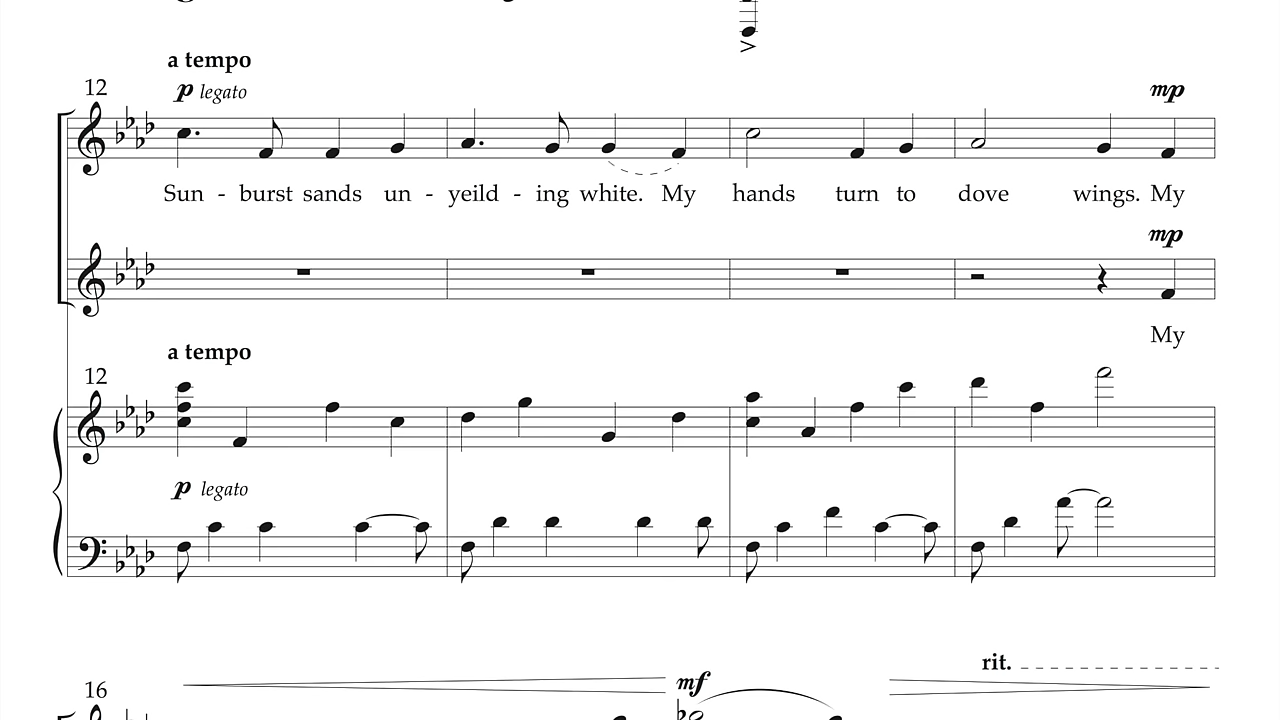 a tempo
12
p legato
mp
Sun - burst sands un - yeild - ing white. My hands turn to dove wings. My
mp
My
a tempo
12
p legato
rit.
16
mf